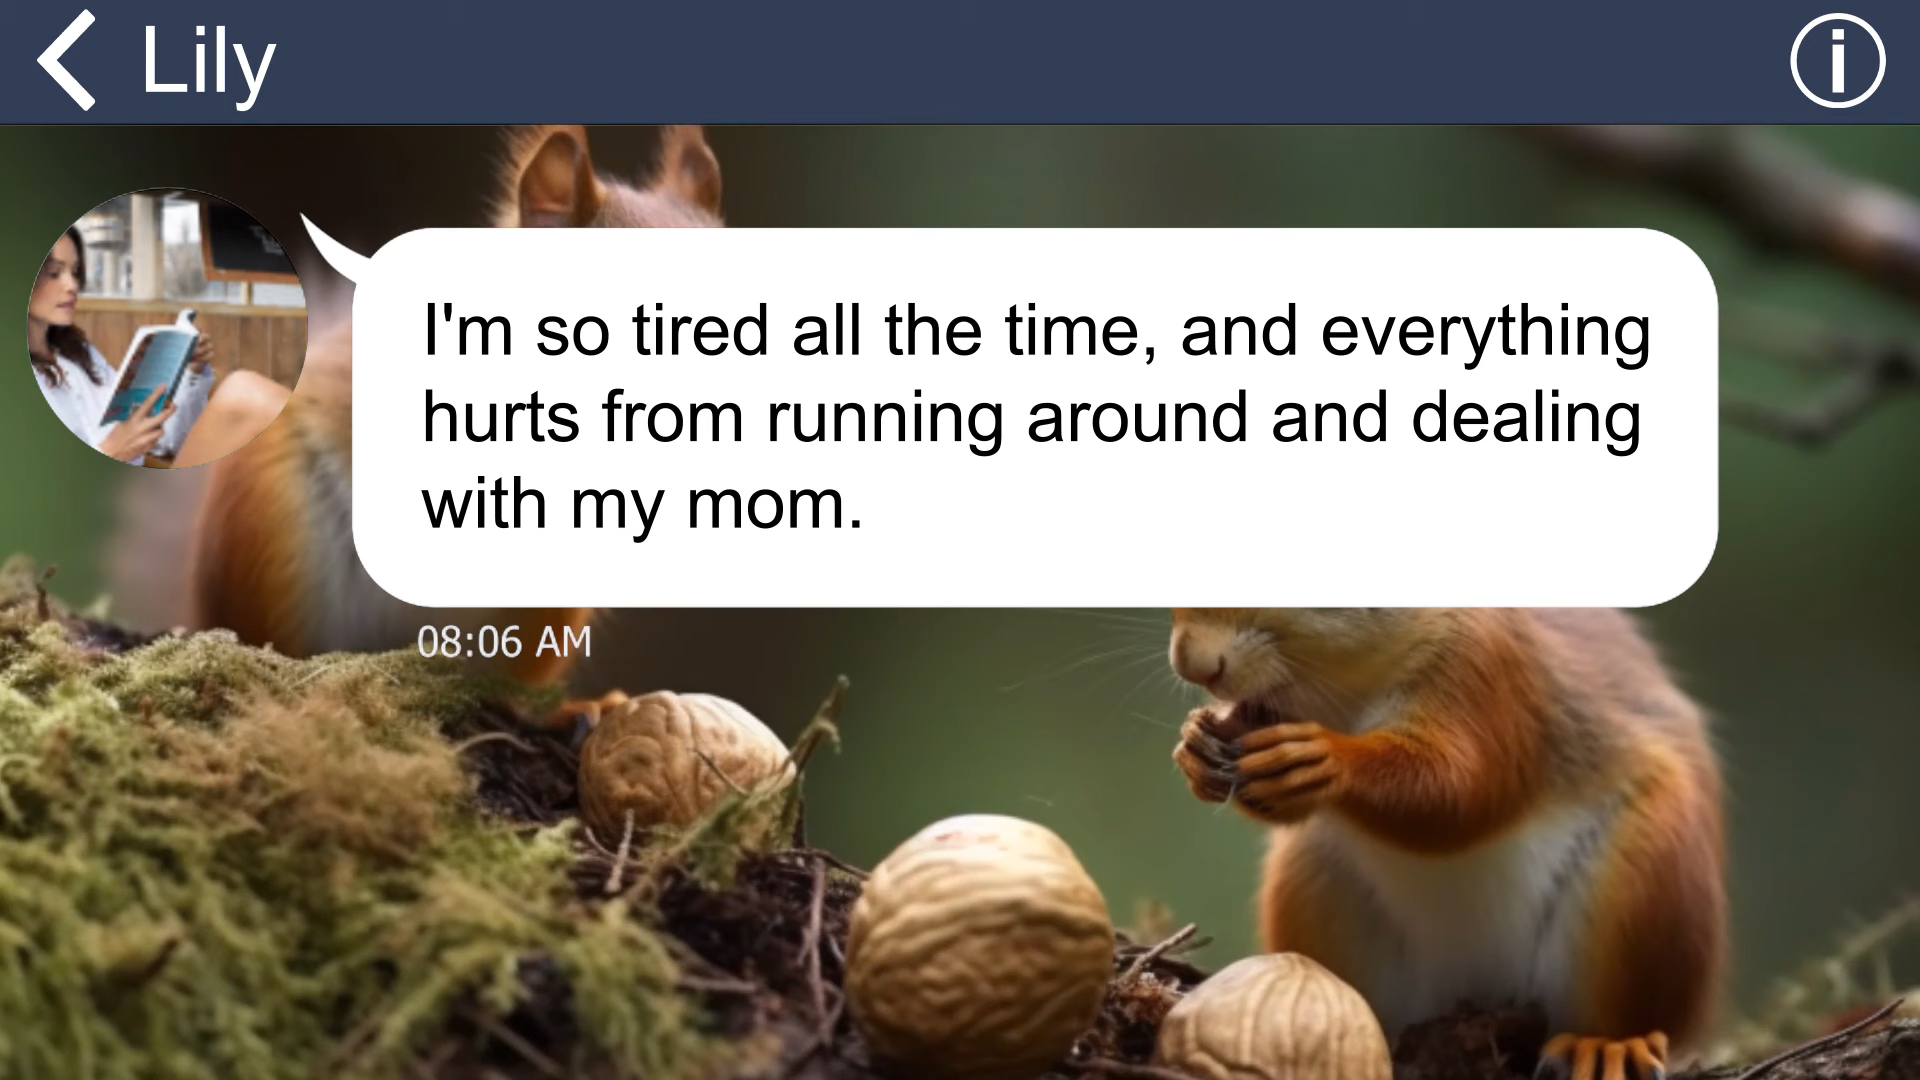 Lily
I'm so tired all the time, and everything
hurts from running around and dealing
with my mom.
08:06 AM